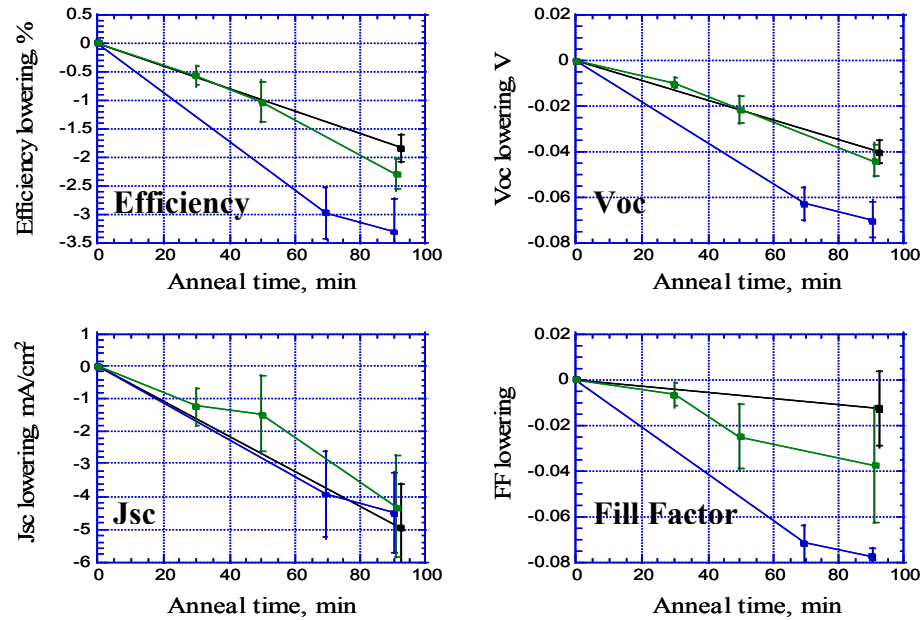 0.5
0
-0.5
-1
-1.5
-2
-2.5
-3
-3.5
Efficiency lowering, %
Efficiency
0 20 40 60 80 100
Anneal time, min
0.02
0
-0.02
-0.04
-0.06
-0.08
Voc lowering, V
Voc
0 20 40 60 80 100
Anneal time, min
1
0
-1
-2
-3
-4
-5
-6
Jsc lowering mA/cm²
Jsc
0 20 40 60 80 100
Anneal time, min
0.02
0
-0.02
-0.04
-0.06
-0.08
FF lowering
Fill Factor
0 20 40 60 80 100
Anneal time, min